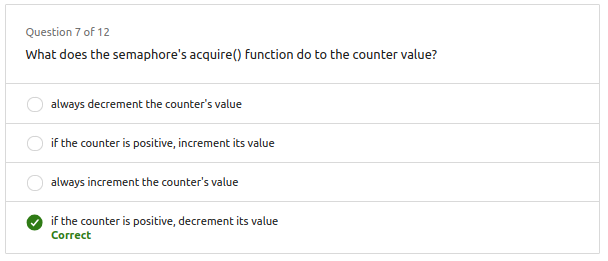 Question 7 of 12
What does the semaphore's acquire() function do to the counter value?
always decrement the counter's value
if the counter is positive, increment its value
always increment the counter's value
if the counter is positive, decrement its value
Correct